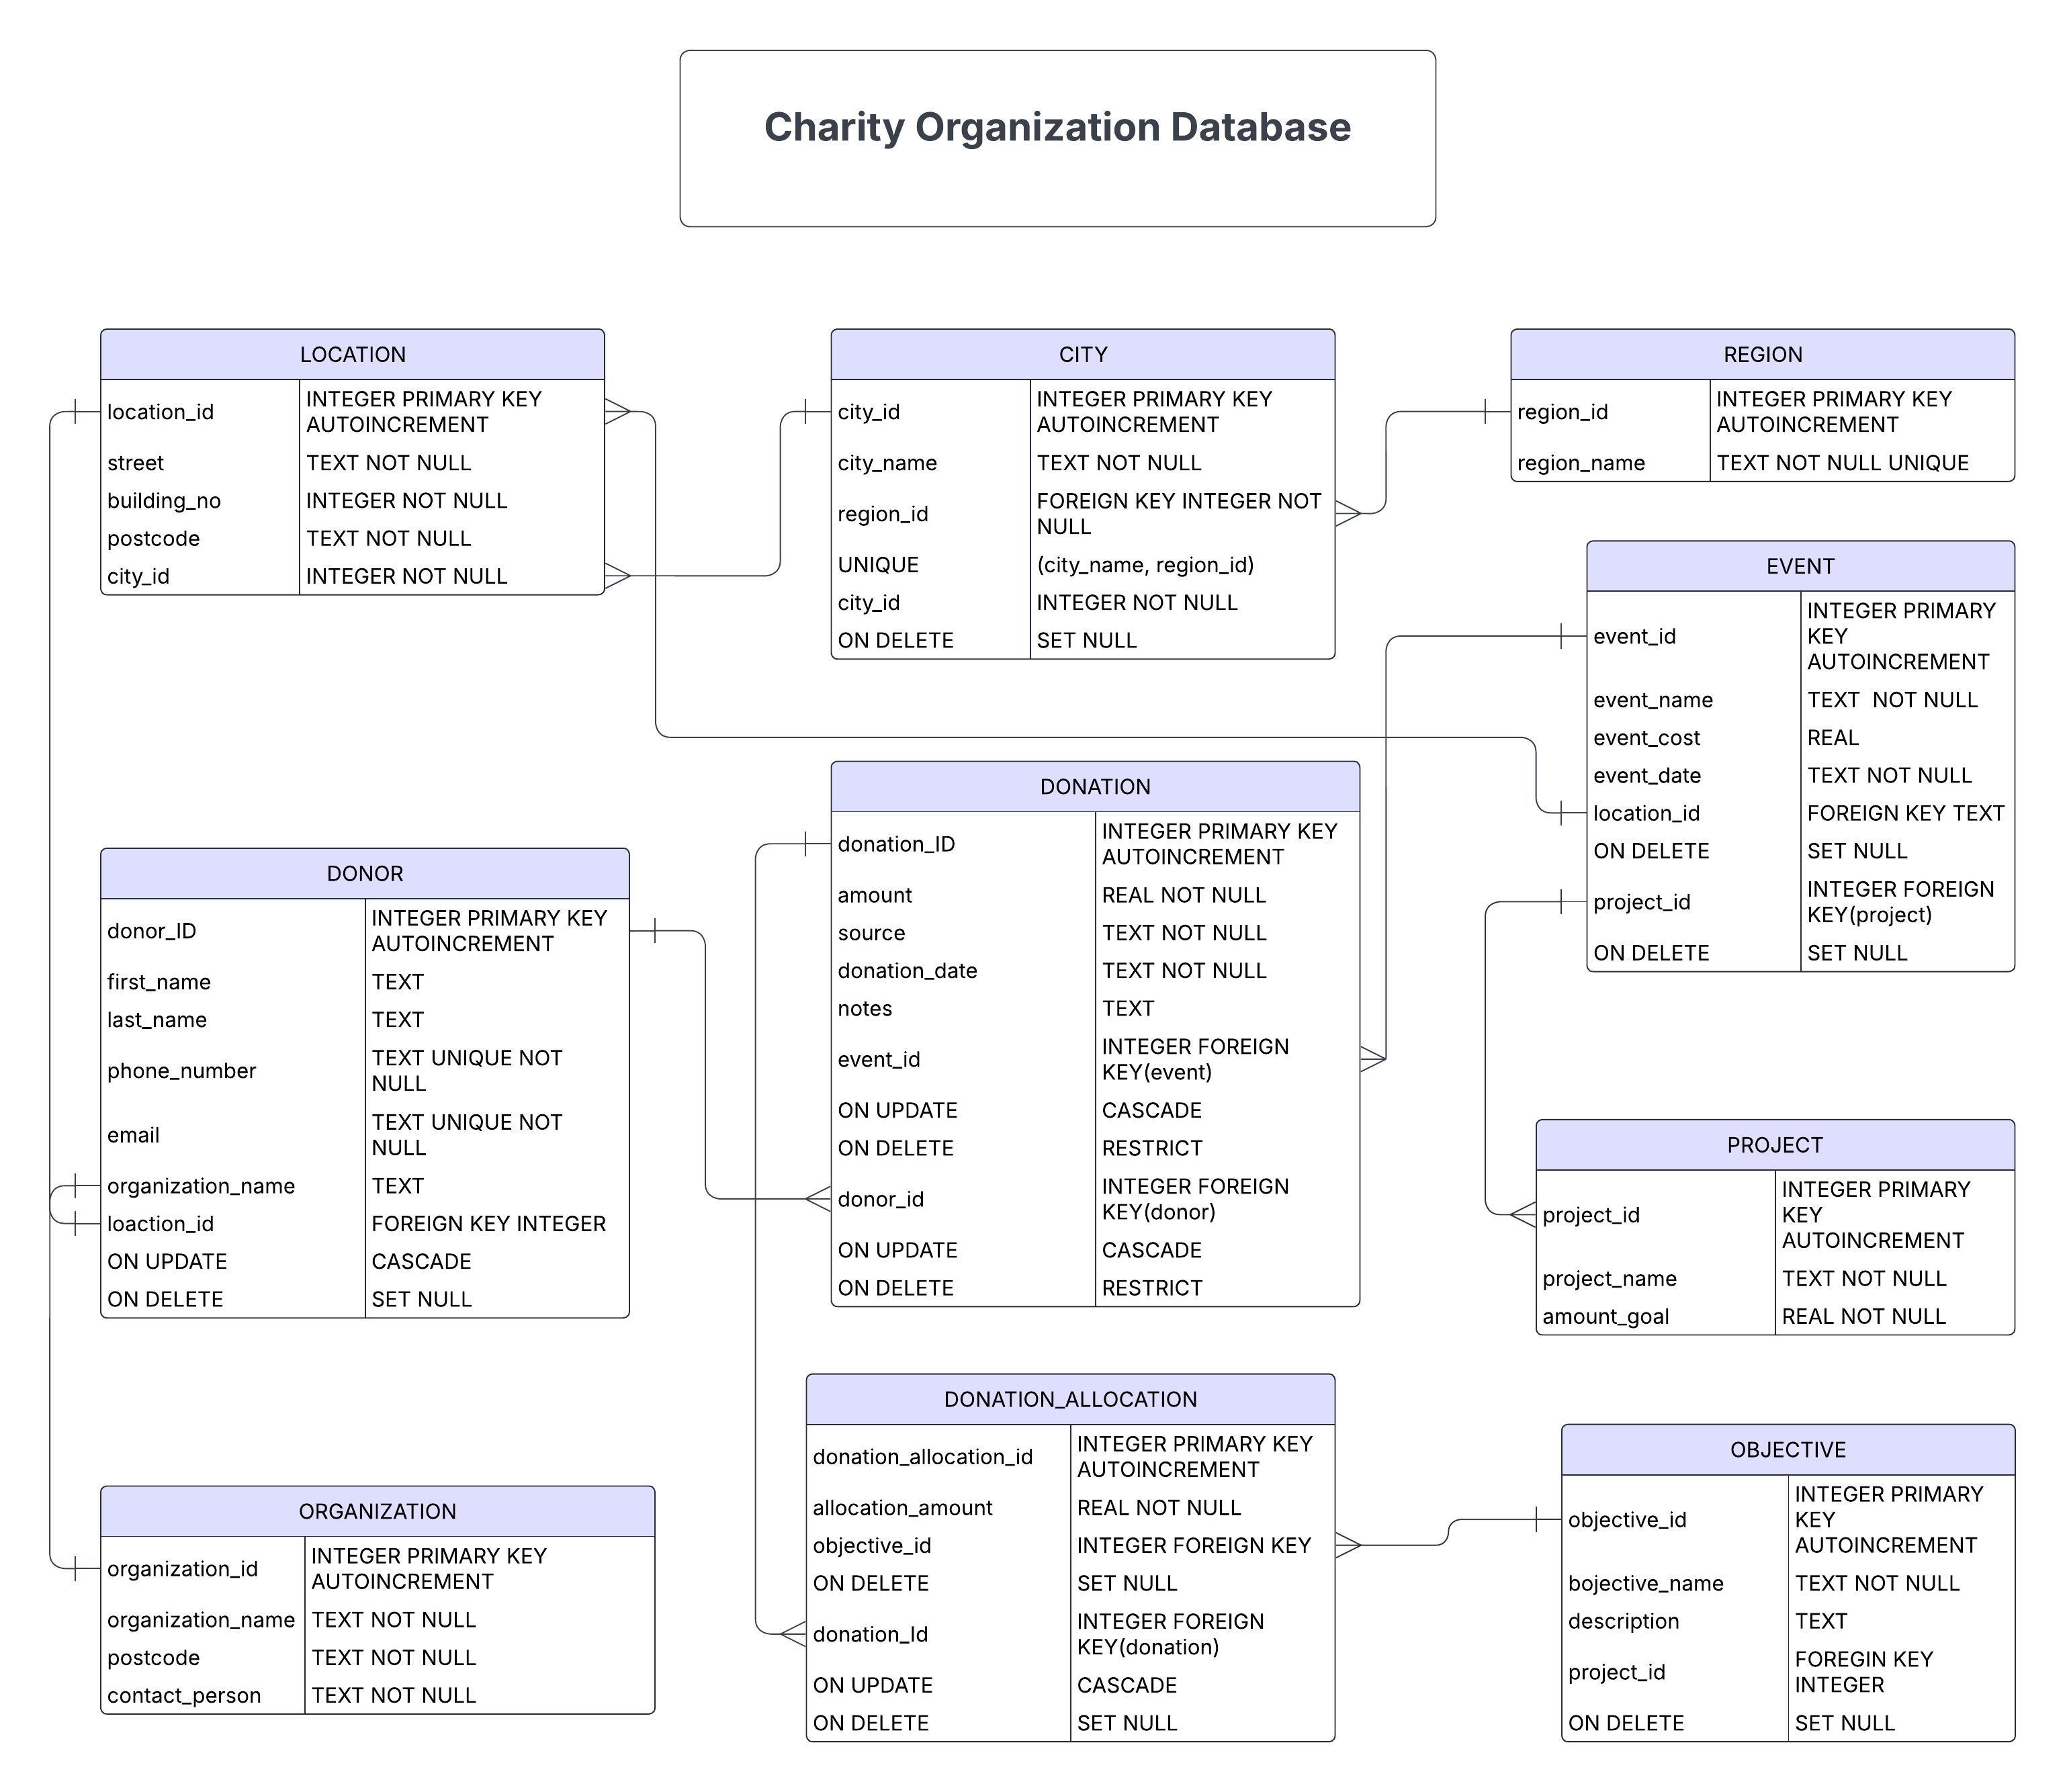 Charity Organization Database
LOCATION
location_id INTEGER PRIMARY KEY
AUTOINCREMENT
street TEXT NOT NULL
building_no INTEGER NOT NULL
postcode TEXT NOT NULL
city_id INTEGER NOT NULL
CITY
city_id INTEGER PRIMARY KEY
AUTOINCREMENT
city_name TEXT NOT NULL
region_id FOREIGN KEY INTEGER NOT
NULL
UNIQUE (city_name, region_id)
city_id INTEGER NOT NULL
ON DELETE SET NULL
REGION
region_id INTEGER PRIMARY KEY
AUTOINCREMENT
region_name TEXT NOT NULL UNIQUE
EVENT
event_id INTEGER PRIMARY
KEY
AUTOINCREMENT
event_name TEXT NOT NULL
event_cost REAL
event_date TEXT NOT NULL
location_id FOREIGN KEY TEXT
ON DELETE SET NULL
project_id INTEGER FOREIGN
KEY(project)
ON DELETE SET NULL
DONOR
donor_ID INTEGER PRIMARY KEY
AUTOINCREMENT
first_name TEXT
last_name TEXT
phone_number TEXT UNIQUE NOT
NULL
email TEXT UNIQUE NOT
NULL
organization_name TEXT
loaction_id FOREIGN KEY INTEGER
ON UPDATE CASCADE
ON DELETE SET NULL
DONATION
donation_ID INTEGER PRIMARY KEY
AUTOINCREMENT
amount REAL NOT NULL
source TEXT NOT NULL
donation_date TEXT NOT NULL
notes TEXT
event_id INTEGER FOREIGN
KEY(event)
ON UPDATE CASCADE
ON DELETE RESTRICT
donor_id INTEGER FOREIGN
KEY(donor)
ON UPDATE CASCADE
ON DELETE RESTRICT
PROJECT
project_id INTEGER PRIMARY
KEY
AUTOINCREMENT
project_name TEXT NOT NULL
amount_goal REAL NOT NULL
ORGANIZATION
organization_id INTEGER PRIMARY KEY
AUTOINCREMENT
organization_name TEXT NOT NULL
postcode TEXT NOT NULL
contact_person TEXT NOT NULL
DONATION_ALLOCATION
donation_allocation_id INTEGER PRIMARY KEY
AUTOINCREMENT
allocation_amount REAL NOT NULL
objective_id INTEGER FOREIGN KEY
ON DELETE SET NULL
donation_Id INTEGER FOREIGN
KEY(donation)
ON UPDATE CASCADE
ON DELETE SET NULL
OBJECTIVE
objective_id INTEGER PRIMARY
KEY
AUTOINCREMENT
bojective_name TEXT NOT NULL
description TEXT
project_id FOREGIN KEY
INTEGER
ON DELETE SET NULL